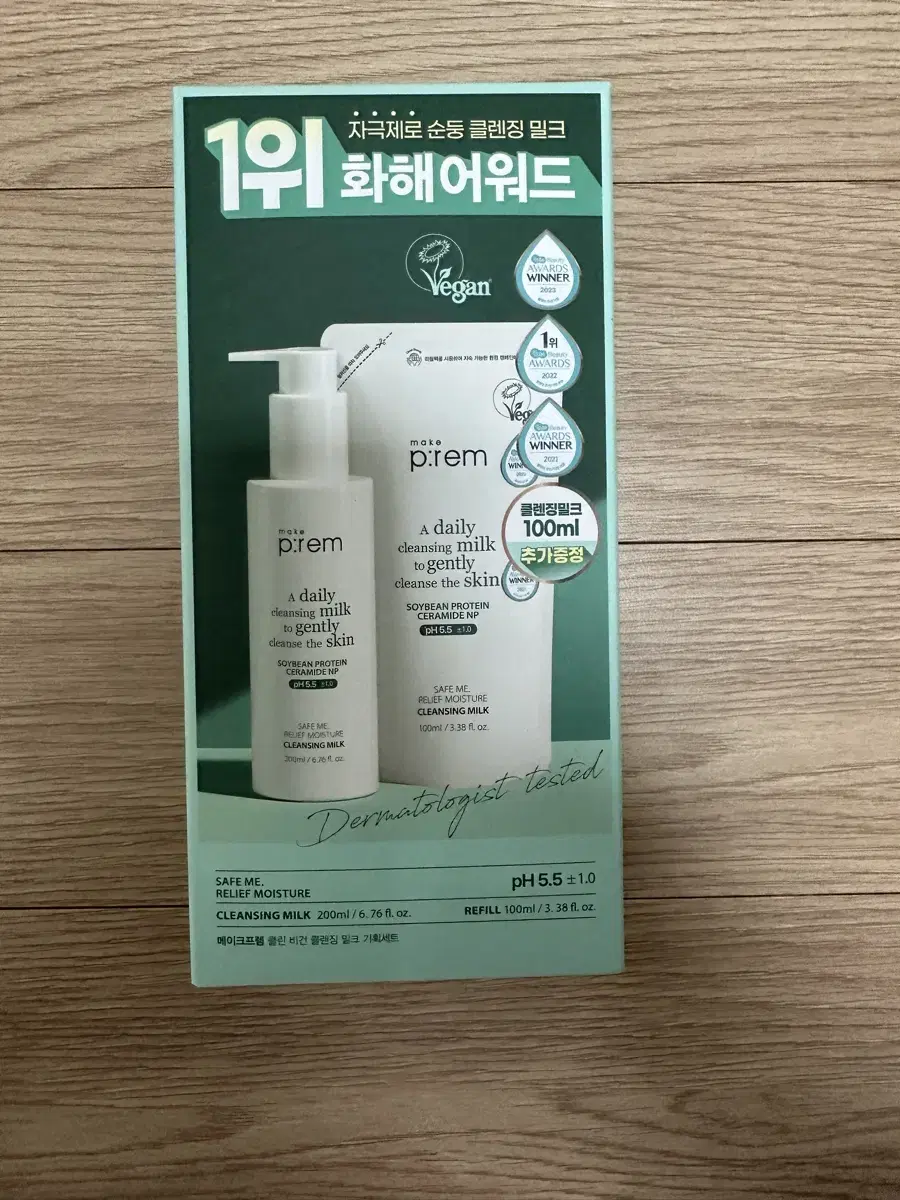 1위
자극제로 순둥 클렌징 밀크
화해 어워드
Vegan
AWARDS
WINNER
2023
1위
Beauty
AWARDS
2022
Beauty
AWARDS
WINNER
2021
클렌징밀크
100ml
추가증정
make
p:rem
A daily
cleansing milk
to gently
cleanse the skin
SOYBEAN PROTEIN
CERAMIDE NP
pH 5.5 ±1.0
SAFE ME.
RELIEF MOISTURE
CLEANSING MILK
100ml / 3.38 fl. oz.
make
p:rem
A daily
cleansing milk
to gently
cleanse the skin
SOYBEAN PROTEIN
CERAMIDE NP
pH 5.5 ±1.0
SAFE ME.
RELIEF MOISTURE
CLEANSING MILK
200ml / 6.76 fl. oz.
Dermatologist tested
SAFE ME.
RELIEF MOISTURE
pH 5.5 ±1.0
CLEANSING MILK 200ml / 6.76 fl. oz.
REFILL 100ml / 3.38 fl. oz.
메이크프렘 클린 비건 클렌징 밀크 기획세트